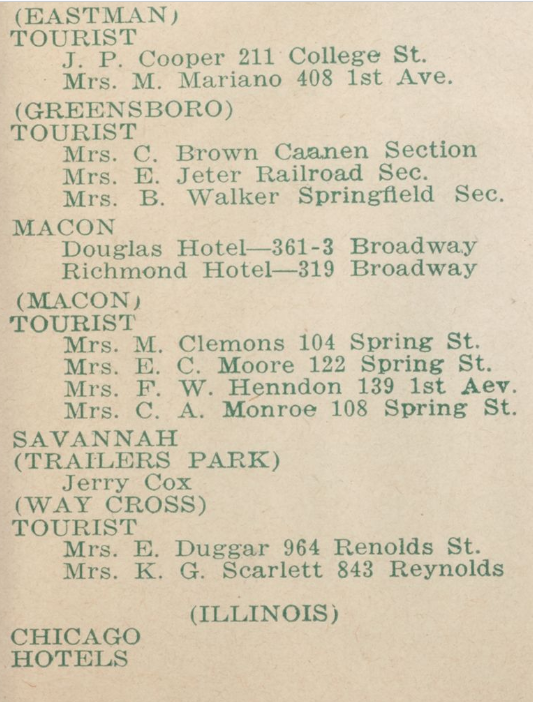 (EASTMAN)
TOURIST
J. P. Cooper 211 College St.
Mrs. M. Mariano 408 1st Ave.
(GREENSBORO)
TOURIST
Mrs. C. Brown Caanen Section
Mrs. E. Jeter Railroad Sec.
Mrs. B. Walker Springfield Sec.
MACON
Douglas Hotel—361-3 Broadway
Richmond Hotel—319 Broadway
(MACON)
TOURIST
Mrs. M. Clemons 104 Spring St.
Mrs. E. C. Moore 122 Spring St.
Mrs. F. W. Henndon 139 1st Aev.
Mrs. C. A. Monroe 108 Spring St.
SAVANNAH
(TRAILERS PARK)
Jerry Cox
(WAY CROSS)
TOURIST
Mrs. E. Duggar 964 Renolds St.
Mrs. K. G. Scarlett 843 Reynolds
(ILLINOIS)
CHICAGO
HOTELS